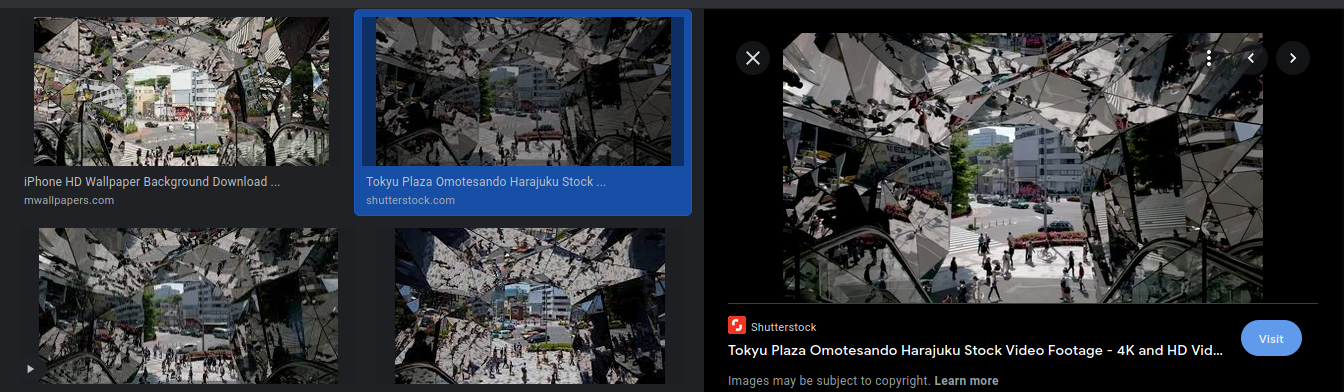 iPhone HD Wallpaper Background Download ...
mwallpapers.com
Tokyu Plaza Omotesando Harajuku Stock ...
shutterstock.com
Shutterstock
Tokyu Plaza Omotesando Harajuku Stock Video Footage - 4K and HD Vid...
Visit
Images may be subject to copyright. Learn more